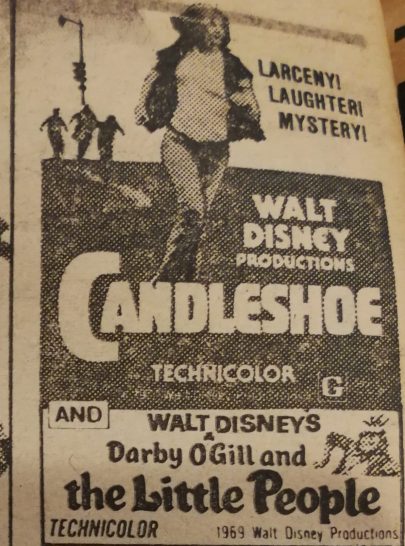 LARCENY!
LAUGHTER!
MYSTERY!
WALT
DISNEY
PRODUCTIONS
CANDLESHOE
TECHNICOLOR G
AND WALT DISNEY'S
Darby O'Gill and
the Little People
TECHNICOLOR 1969 Walt Disney Productions